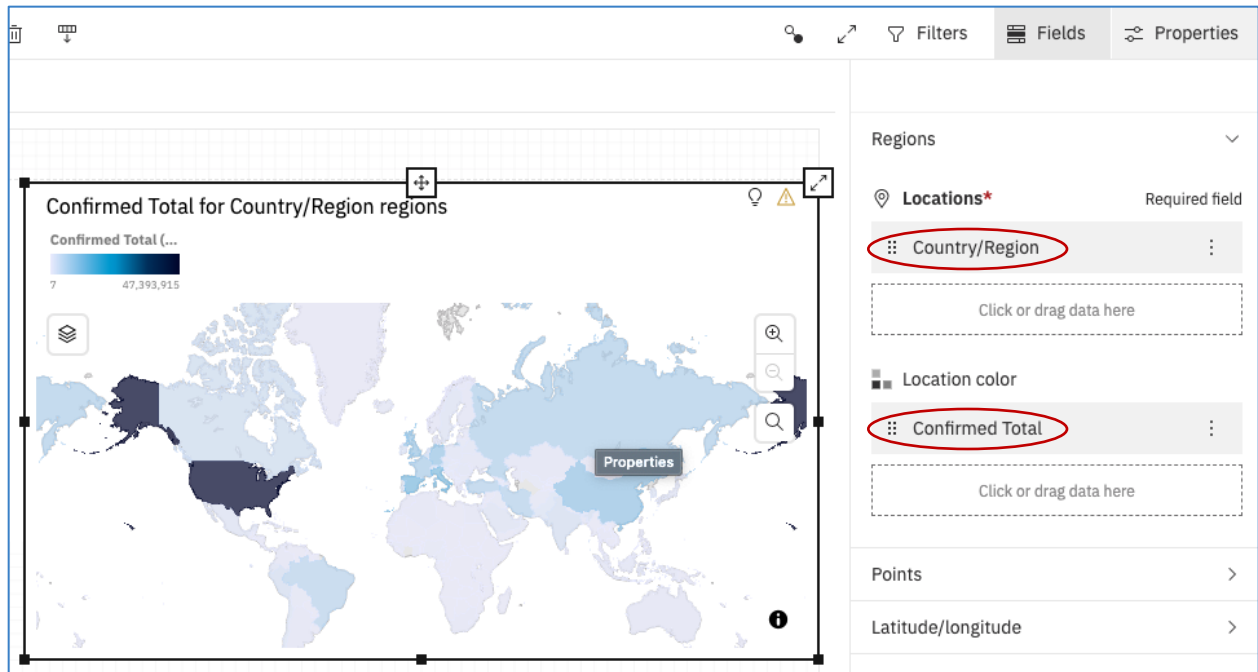 Filters
Fields
Properties
Regions
Confirmed Total for Country/Region regions
Confirmed Total (...
7 47,393,915
Properties
Locations* Required field
Country/Region
Click or drag data here
Location color
Confirmed Total
Click or drag data here
Points
Latitude/longitude